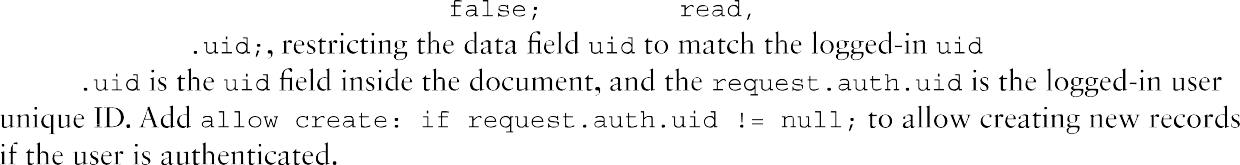 false; read,
.uid;, restricting the data field uid to match the logged-in uid
.uid is the uid field inside the document, and the request.auth.uid is the logged-in user
unique ID. Add allow create: if request.auth.uid != null; to allow creating new records
if the user is authenticated.